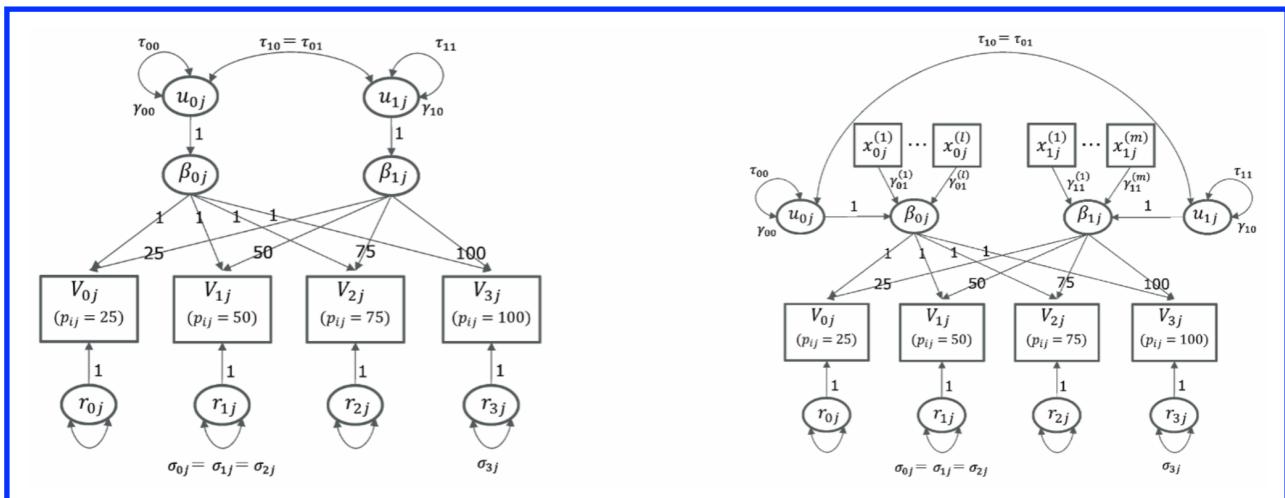 τ₁₀ = τ₀₁
τ₀₀ τ₁₁
u₀ⱼ u₁ⱼ
γ₀₀ γ₁₀
1 1
β₀ⱼ β₁ⱼ
1 1 1 1
25 50 75 100
V₀ⱼ V₁ⱼ V₂ⱼ V₃ⱼ
(pᵢⱼ = 25) (pᵢⱼ = 50) (pᵢⱼ = 75) (pᵢⱼ = 100)
1 1 1 1
r₀ⱼ r₁ⱼ r₂ⱼ r₃ⱼ
σ₀ⱼ = σ₁ⱼ = σ₂ⱼ σ₃ⱼ
τ₁₀ = τ₀₁
x₀ⱼ⁽¹⁾ ⋯ x₀ⱼ⁽ˡ⁾ x₁ⱼ⁽¹⁾ ⋯ x₁ⱼ⁽ᵐ⁾
τ₀₀ γ₀₁⁽¹⁾ γ₀₁⁽ˡ⁾ γ₁₁⁽¹⁾ γ₁₁⁽ᵐ⁾ τ₁₁
u₀ⱼ 1 β₀ⱼ β₁ⱼ 1 u₁ⱼ
γ₀₀ γ₁₀
1 1 1 1
25 50 75 100
V₀ⱼ V₁ⱼ V₂ⱼ V₃ⱼ
(pᵢⱼ = 25) (pᵢⱼ = 50) (pᵢⱼ = 75) (pᵢⱼ = 100)
1 1 1 1
r₀ⱼ r₁ⱼ r₂ⱼ r₃ⱼ
σ₀ⱼ = σ₁ⱼ = σ₂ⱼ σ₃ⱼ